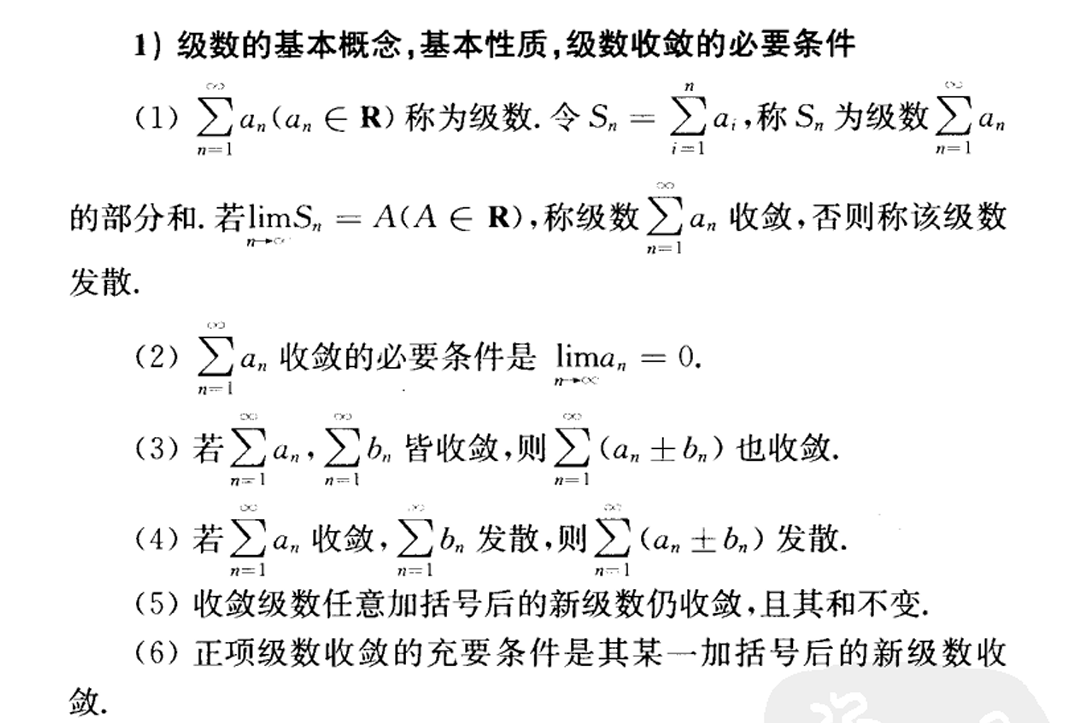 1) 级数的基本概念,基本性质,级数收敛的必要条件
(1) $\sum_{n=1}^{\infty} a_n (a_n \in \mathbf{R})$ 称为级数. 令 $S_n = \sum_{i=1}^{n} a_i$,称 $S_n$ 为级数 $\sum_{n=1}^{\infty} a_n$
的部分和. 若 $\lim_{n \to \infty} S_n = A (A \in \mathbf{R})$,称级数 $\sum_{n=1}^{\infty} a_n$ 收敛,否则称该级数
发散.
(2) $\sum_{n=1}^{\infty} a_n$ 收敛的必要条件是 $\lim_{n \to \infty} a_n = 0$.
(3) 若 $\sum_{n=1}^{\infty} a_n$, $\sum_{n=1}^{\infty} b_n$ 皆收敛,则 $\sum_{n=1}^{\infty} (a_n \pm b_n)$ 也收敛.
(4) 若 $\sum_{n=1}^{\infty} a_n$ 收敛, $\sum_{n=1}^{\infty} b_n$ 发散,则 $\sum_{n=1}^{\infty} (a_n \pm b_n)$ 发散.
(5) 收敛级数任意加括号后的新级数仍收敛,且其和不变.
(6) 正项级数收敛的充要条件是其某一加括号后的新级数收
敛.